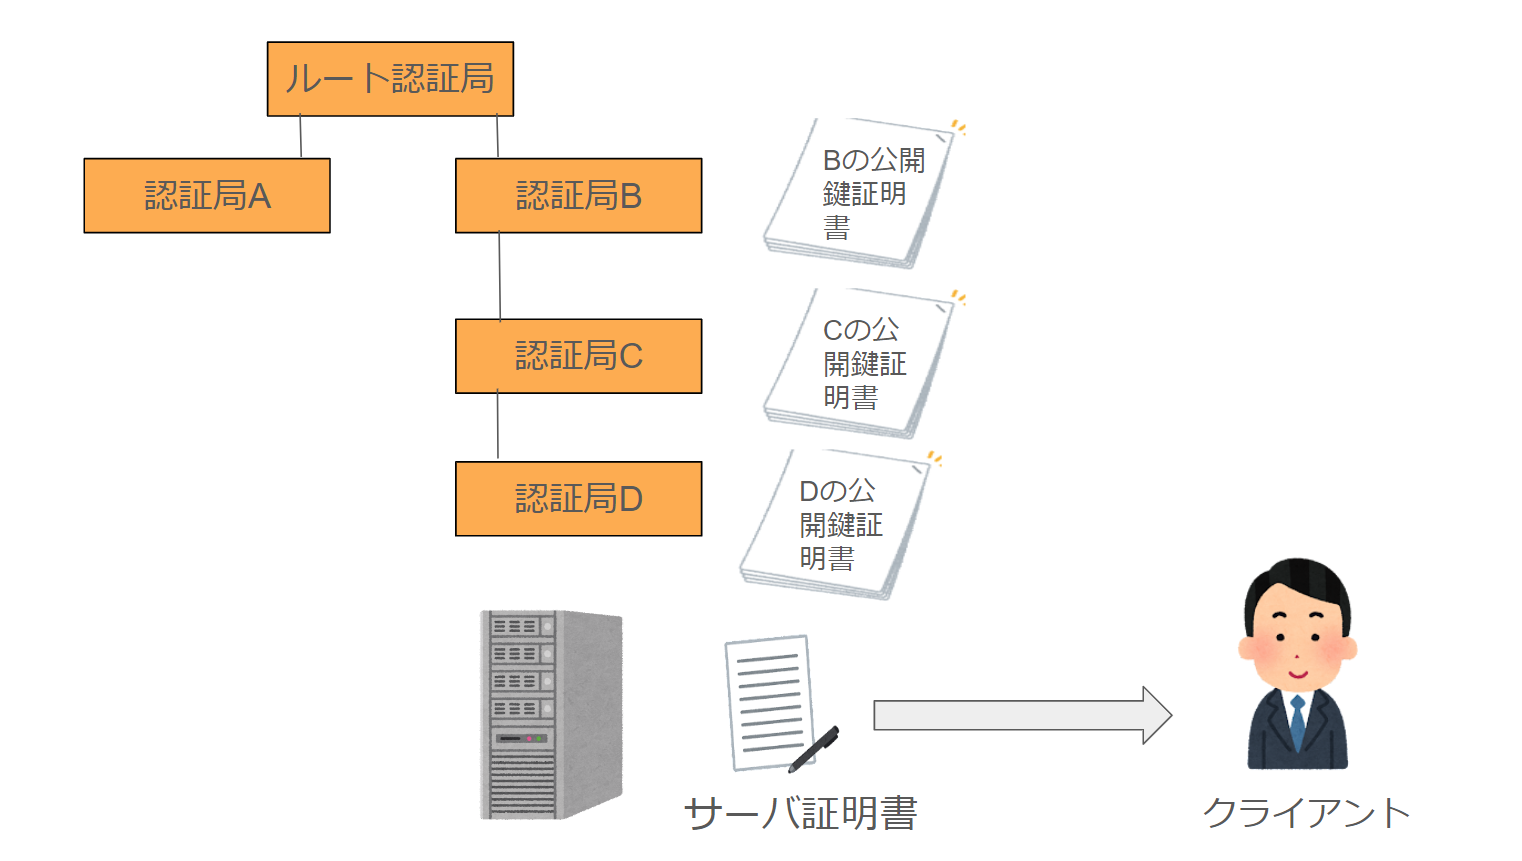 ルート認証局
認証局A
認証局B
Bの公開
鍵証明
書
認証局C
Cの公
開鍵証
明書
認証局D
Dの公
開鍵証
明書
サーバ証明書
クライアント